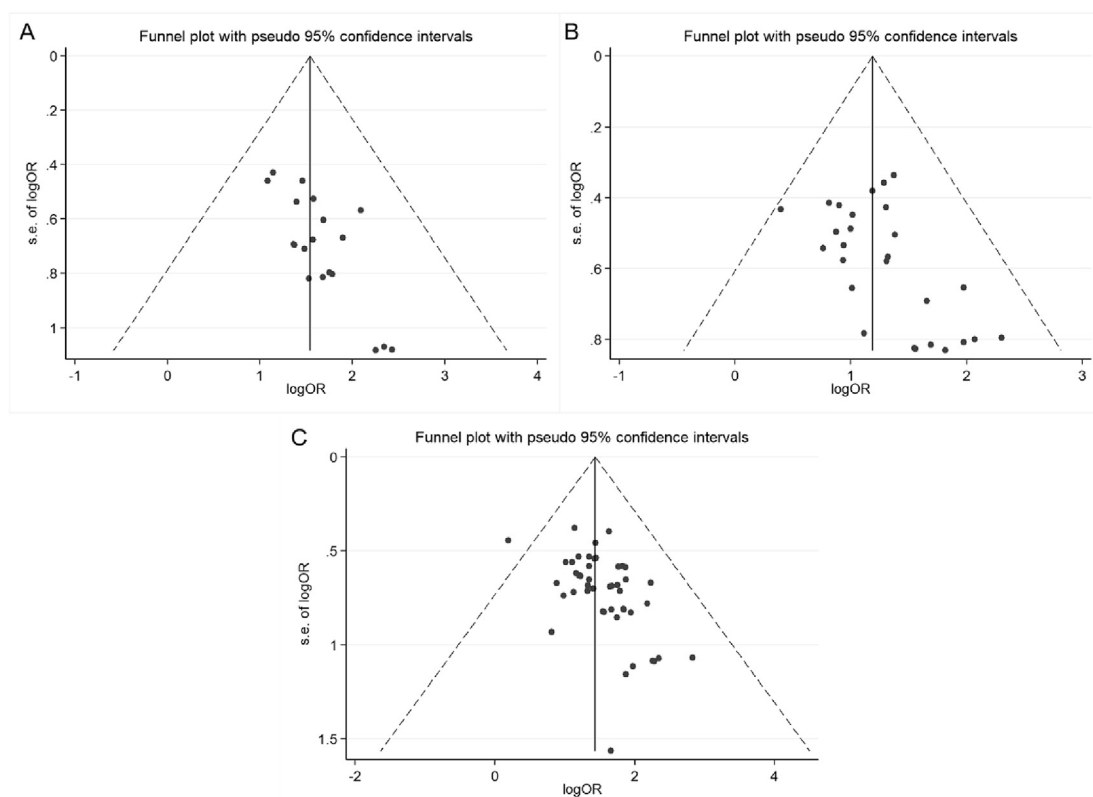 A
Funnel plot with pseudo 95% confidence intervals
0
.2
.4
.6
.8
1
s.e. of logOR
-1 0 1 2 3 4
logOR
B
Funnel plot with pseudo 95% confidence intervals
0
.2
.4
.6
.8
s.e. of logOR
-1 0 1 2 3
logOR
C
Funnel plot with pseudo 95% confidence intervals
0
.5
1
1.5
s.e. of logOR
-2 0 2 4
logOR